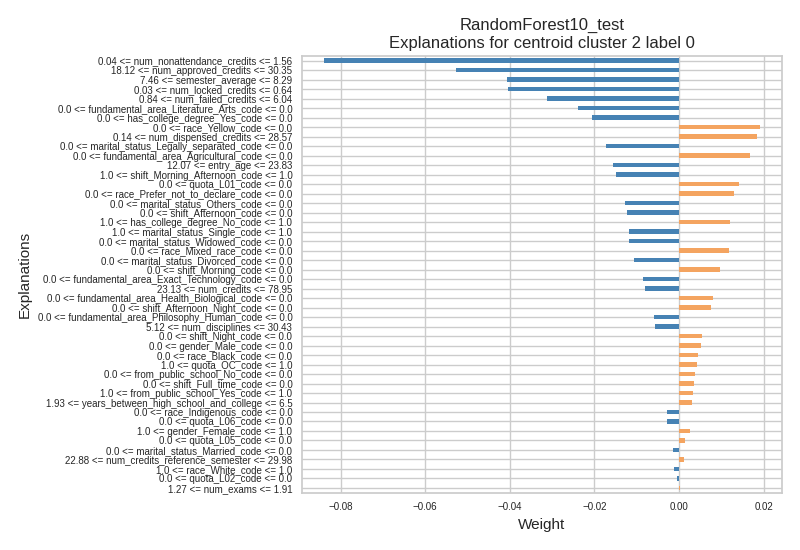 RandomForest10_test
Explanations for centroid cluster 2 label 0
0.04 <= num_nonattendance_credits <= 1.56
18.12 <= num_approved_credits <= 30.35
7.46 <= semester_average <= 8.29
0.03 <= num_locked_credits <= 0.64
0.84 <= num_failed_credits <= 6.04
0.0 <= fundamental_area_Literature_Arts_code <= 0.0
0.0 <= has_college_degree_Yes_code <= 0.0
0.0 <= race_Yellow_code <= 0.0
0.14 <= num_dispensed_credits <= 28.57
0.0 <= marital_status_Legally_separated_code <= 0.0
0.0 <= fundamental_area_Agricultural_code <= 0.0
12.07 <= entry_age <= 23.83
1.0 <= shift_Morning_Afternoon_code <= 1.0
0.0 <= quota_L01_code <= 0.0
0.0 <= race_Prefer_not_to_declare_code <= 0.0
0.0 <= marital_status_Others_code <= 0.0
0.0 <= shift_Afternoon_code <= 0.0
1.0 <= has_college_degree_No_code <= 1.0
1.0 <= marital_status_Single_code <= 1.0
0.0 <= marital_status_Widowed_code <= 0.0
0.0 <= race_Mixed_race_code <= 0.0
0.0 <= marital_status_Divorced_code <= 0.0
0.0 <= shift_Morning_code <= 0.0
0.0 <= fundamental_area_Exact_Technology_code <= 0.0
23.13 <= num_credits <= 78.95
0.0 <= fundamental_area_Health_Biological_code <= 0.0
0.0 <= shift_Afternoon_Night_code <= 0.0
0.0 <= fundamental_area_Philosophy_Human_code <= 0.0
5.12 <= num_disciplines <= 30.43
0.0 <= shift_Night_code <= 0.0
0.0 <= gender_Male_code <= 0.0
0.0 <= race_Black_code <= 0.0
1.0 <= quota_OC_code <= 1.0
0.0 <= from_public_school_No_code <= 0.0
0.0 <= shift_Full_time_code <= 0.0
1.0 <= from_public_school_Yes_code <= 1.0
1.93 <= years_between_high_school_and_college <= 6.5
0.0 <= race_Indigenous_code <= 0.0
0.0 <= quota_L06_code <= 0.0
1.0 <= gender_Female_code <= 1.0
0.0 <= quota_L05_code <= 0.0
0.0 <= marital_status_Married_code <= 0.0
22.88 <= num_credits_reference_semester <= 29.98
1.0 <= race_White_code <= 1.0
0.0 <= quota_L02_code <= 0.0
1.27 <= num_exams <= 1.91
Explanations
−0.08
−0.06
−0.04
−0.02
0.00
0.02
Weight